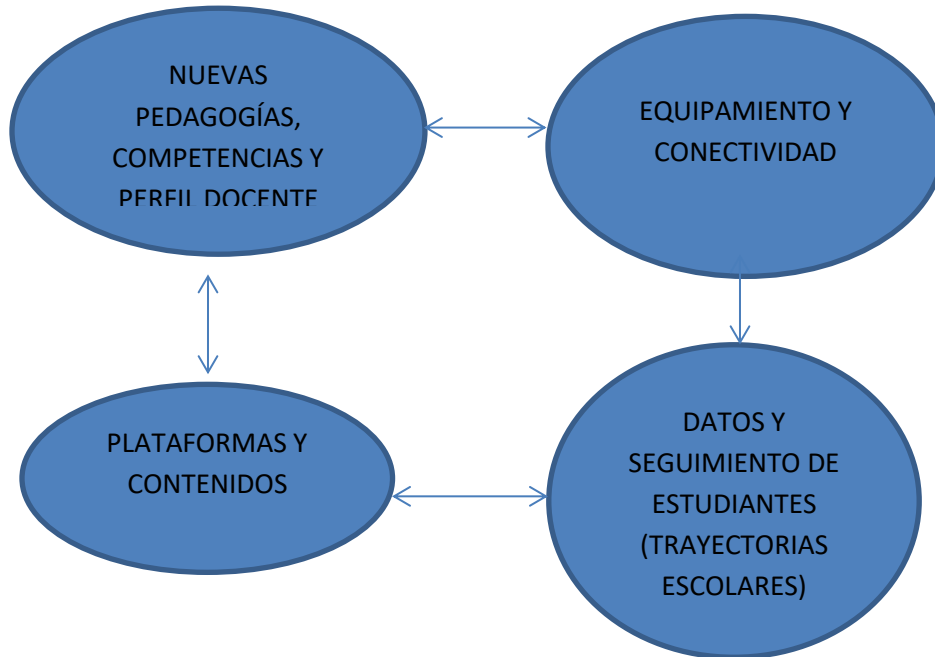 NUEVAS
PEDAGOGÍAS,
COMPETENCIAS Y
PERFIL DOCENTE
EQUIPAMIENTO Y
CONECTIVIDAD
PLATAFORMAS Y
CONTENIDOS
DATOS Y
SEGUIMIENTO DE
ESTUDIANTES
(TRAYECTORIAS
ESCOLARES)